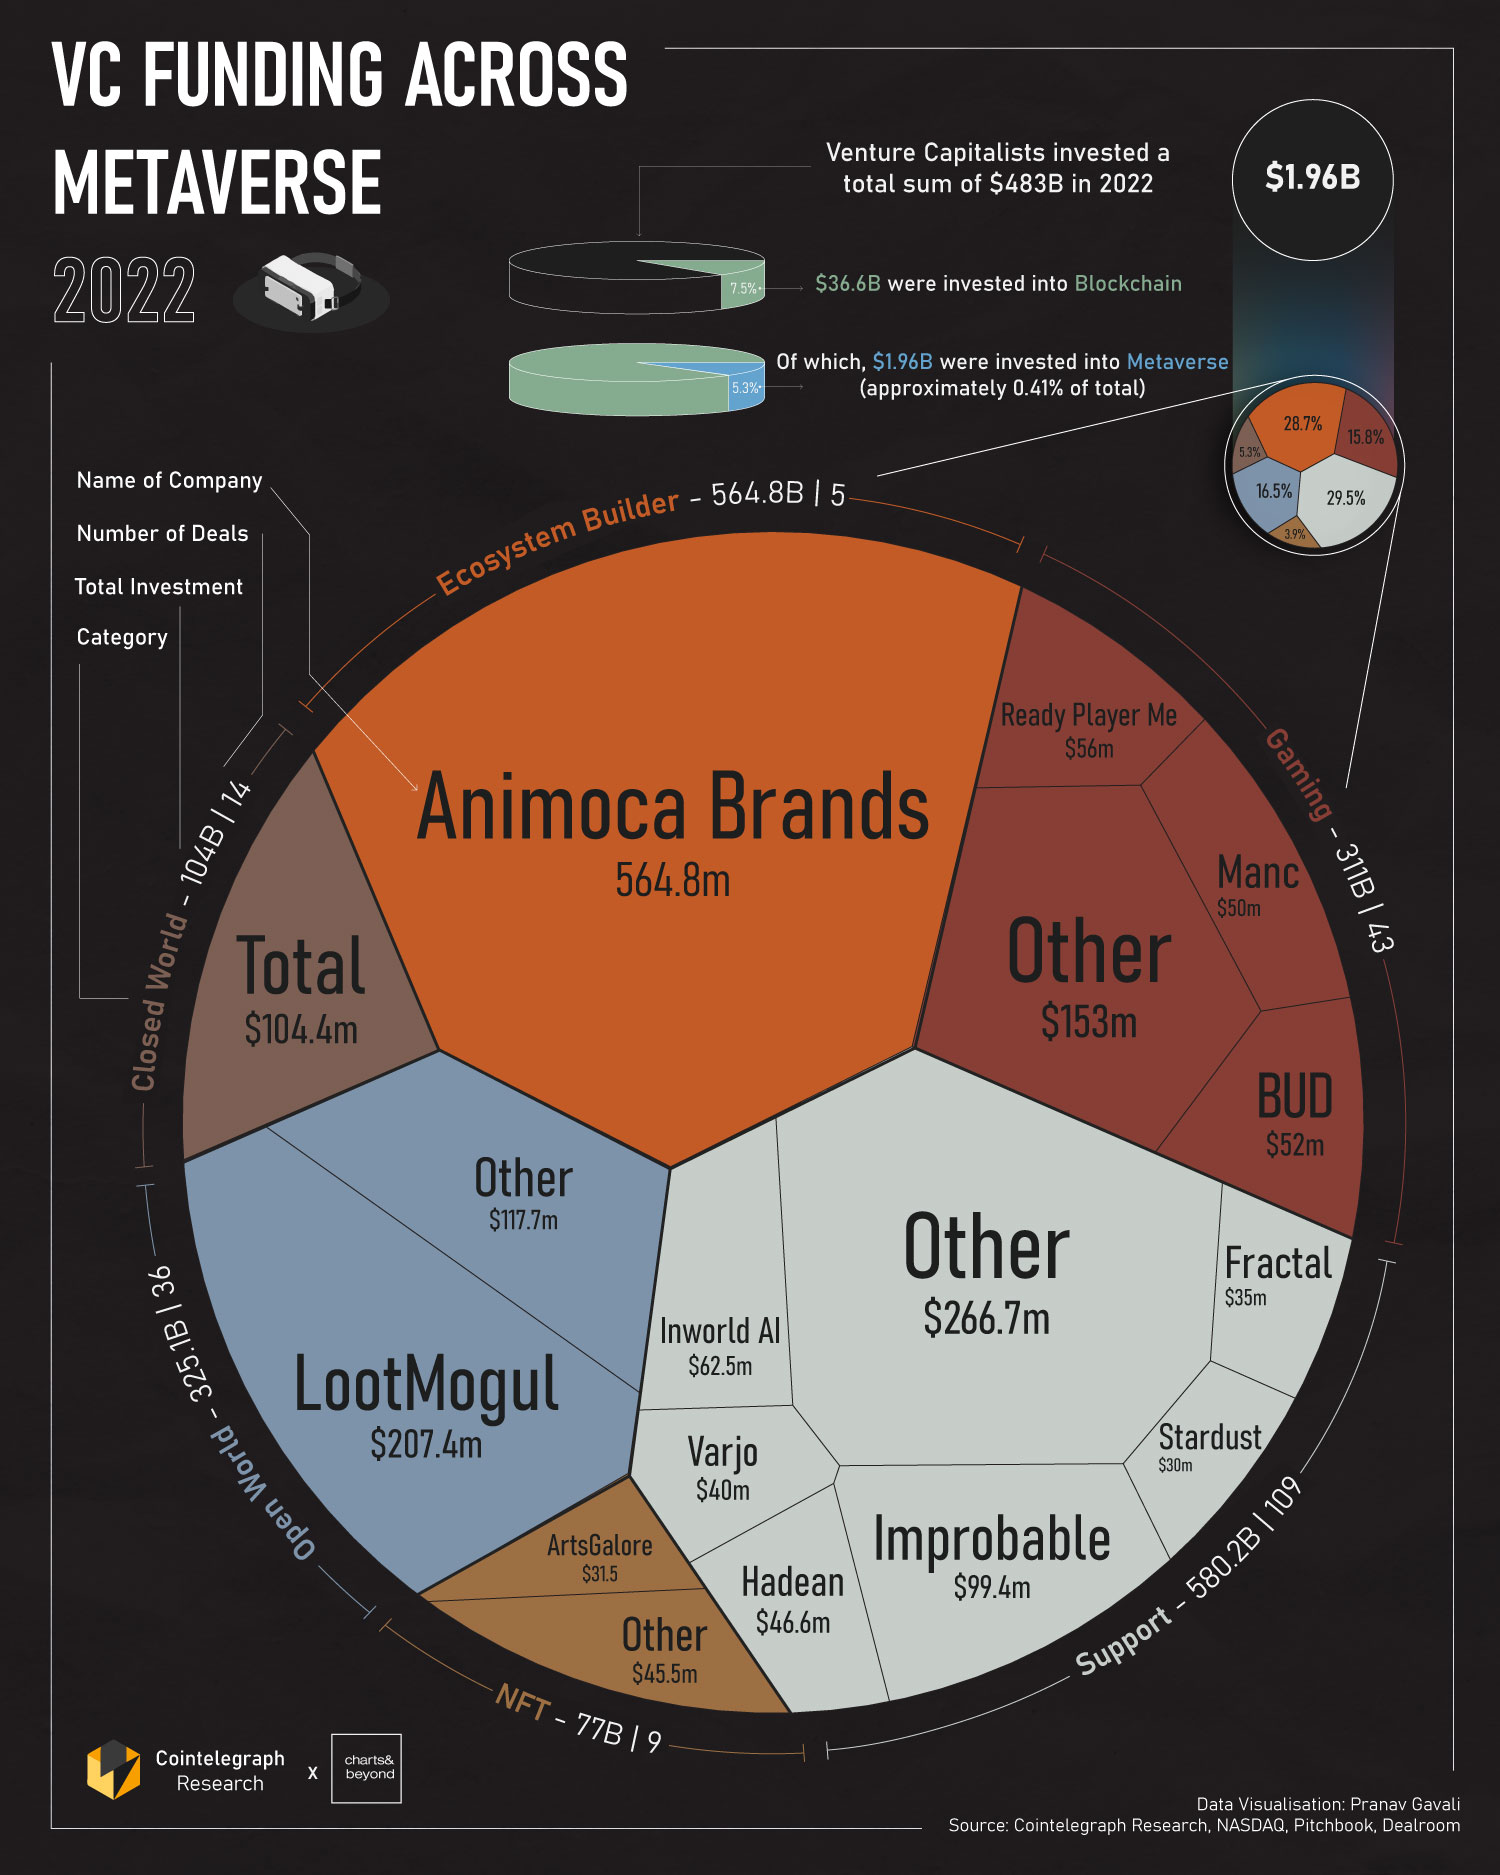 VC FUNDING ACROSS
METAVERSE
2022
Venture Capitalists invested a
total sum of $483B in 2022
$1.96B
7.5%
$36.6B were invested into Blockchain
Of which, $1.96B were invested into Metaverse
(approximately 0.41% of total)
5.3%
28.7%
15.8%
5.3%
16.5%
29.5%
3.9%
Name of Company
Number of Deals
Total Investment
Category
Ecosystem Builder - 564.8B | 5
Animoca Brands
564.8m
Gaming - 311B | 43
Ready Player Me
$56m
Manc
$50m
Other
$153m
BUD
$52m
Closed World - 104B | 14
Total
$104.4m
Open World - 325.1B | 36
Other
$117.7m
LootMogul
$207.4m
Support - 580.2B | 109
Other
$266.7m
Fractal
$35m
Inworld AI
$62.5m
Varjo
$40m
Stardust
$30m
Improbable
$99.4m
Hadean
$46.6m
NFT - 77B | 9
ArtsGalore
$31.5
Other
$45.5m
Cointelegraph
Research
x
charts&
beyond
Data Visualisation: Pranav Gavali
Source: Cointelegraph Research, NASDAQ, Pitchbook, Dealroom